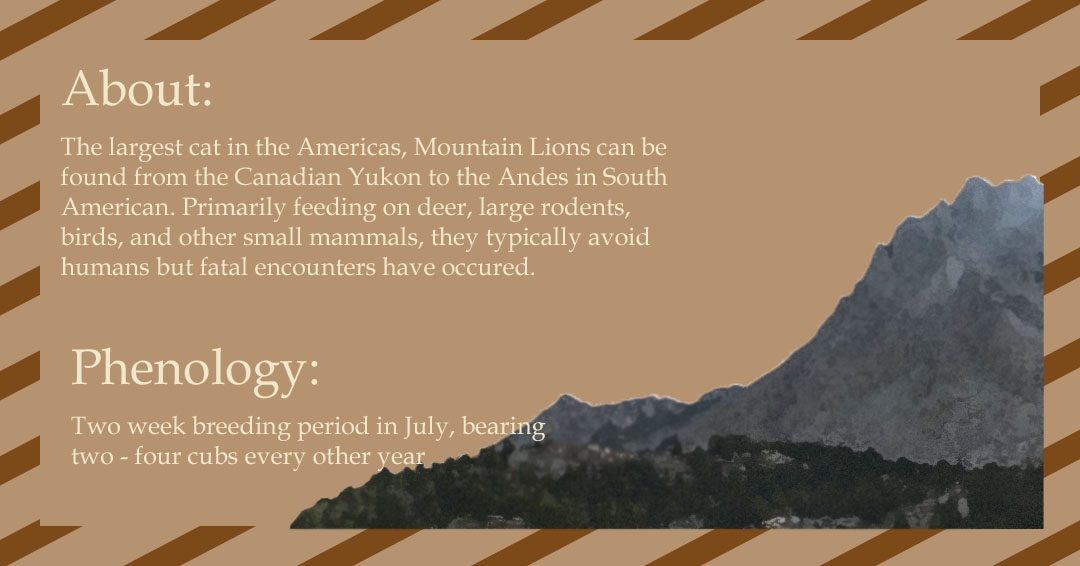 About:
The largest cat in the Americas, Mountain Lions can be
found from the Canadian Yukon to the Andes in South
American. Primarily feeding on deer, large rodents,
birds, and other small mammals, they typically avoid
humans but fatal encounters have occured.
Phenology:
Two week breeding period in July, bearing
two - four cubs every other year